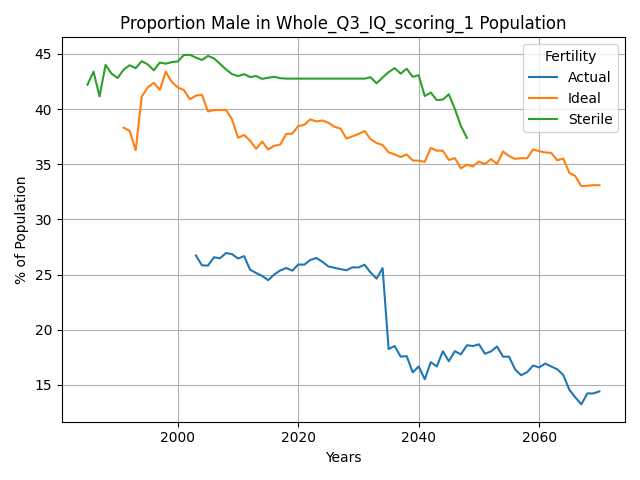 Proportion Male in Whole_Q3_IQ_scoring_1 Population
Fertility
Actual
Ideal
Sterile
% of Population
45
40
35
30
25
20
15
2000
2020
2040
2060
Years